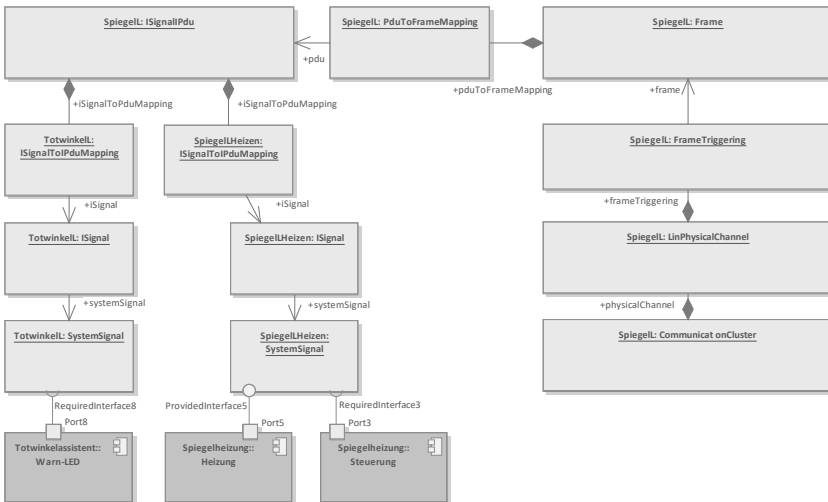 SpiegelL: ISignalIPdu
SpiegelL: PduToFrameMapping
SpiegelL: Frame
+pdu
+pduToFrameMapping
+frame
+iSignalToPduMapping
+iSignalToPduMapping
TotwinkelL:
ISignalToIPduMapping
SpiegelLHeizen:
ISignalToIPduMapping
SpiegelL: FrameTriggering
+iSignal
+iSignal
+frameTriggering
TotwinkelL: ISignal
SpiegelLHeizen: ISignal
SpiegelL: LinPhysicalChannel
+systemSignal
+systemSignal
+physicalChannel
TotwinkelL: SystemSignal
SpiegelLHeizen:
SystemSignal
SpiegelL: Communicat onCluster
RequiredInterface8
ProvidedInterface5
RequiredInterface3
Port8
Port5
Port3
Totwinkelassistent::
Warn-LED
Spiegelheizung::
Heizung
Spiegelheizung::
Steuerung